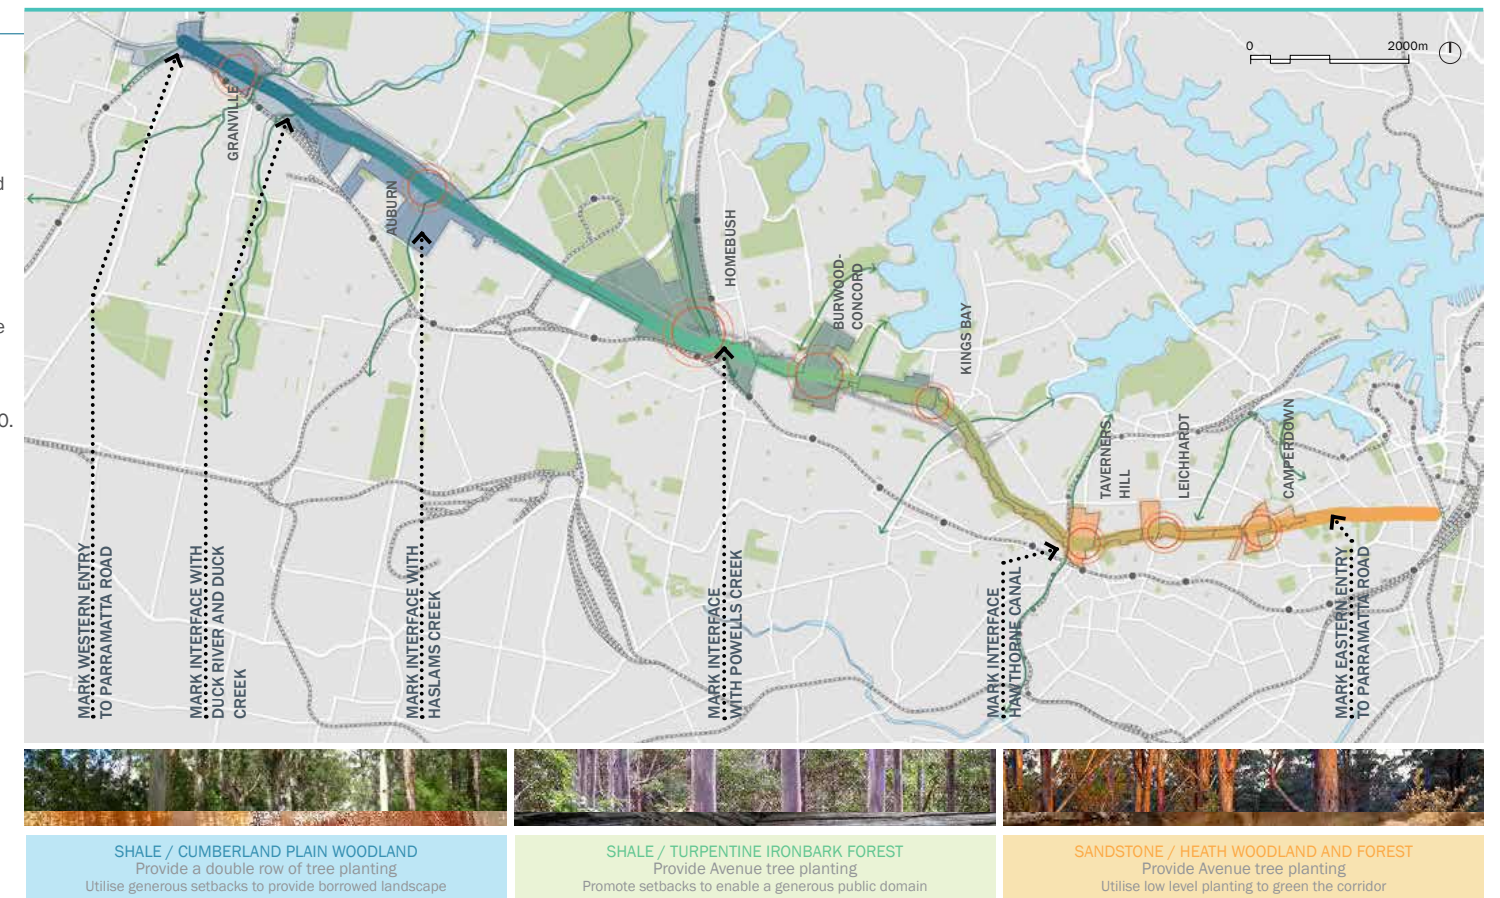 d
e
0.
0 2000m
GRANVILLE
AUBURN
HOMEBUSH
BURWOOD-
CONCORD
KINGS BAY
TAVERNERS
HILL
LEICHHARDT
CAMPERDOWN
MARK WESTERN ENTRY
TO PARRAMATTA ROAD
MARK INTERFACE WITH
DUCK RIVER AND DUCK
CREEK
MARK INTERFACE WITH
HASLAMS CREEK
MARK INTERFACE
WITH POWELLS CREEK
MARK INTERFACE
HAWTHORNE CANAL
MARK EASTERN ENTRY
TO PARRAMATTA ROAD
SHALE / CUMBERLAND PLAIN WOODLAND
Provide a double row of tree planting
Utilise generous setbacks to provide borrowed landscape
SHALE / TURPENTINE IRONBARK FOREST
Provide Avenue tree planting
Promote setbacks to enable a generous public domain
SANDSTONE / HEATH WOODLAND AND FOREST
Provide Avenue tree planting
Utilise low level planting to green the corridor